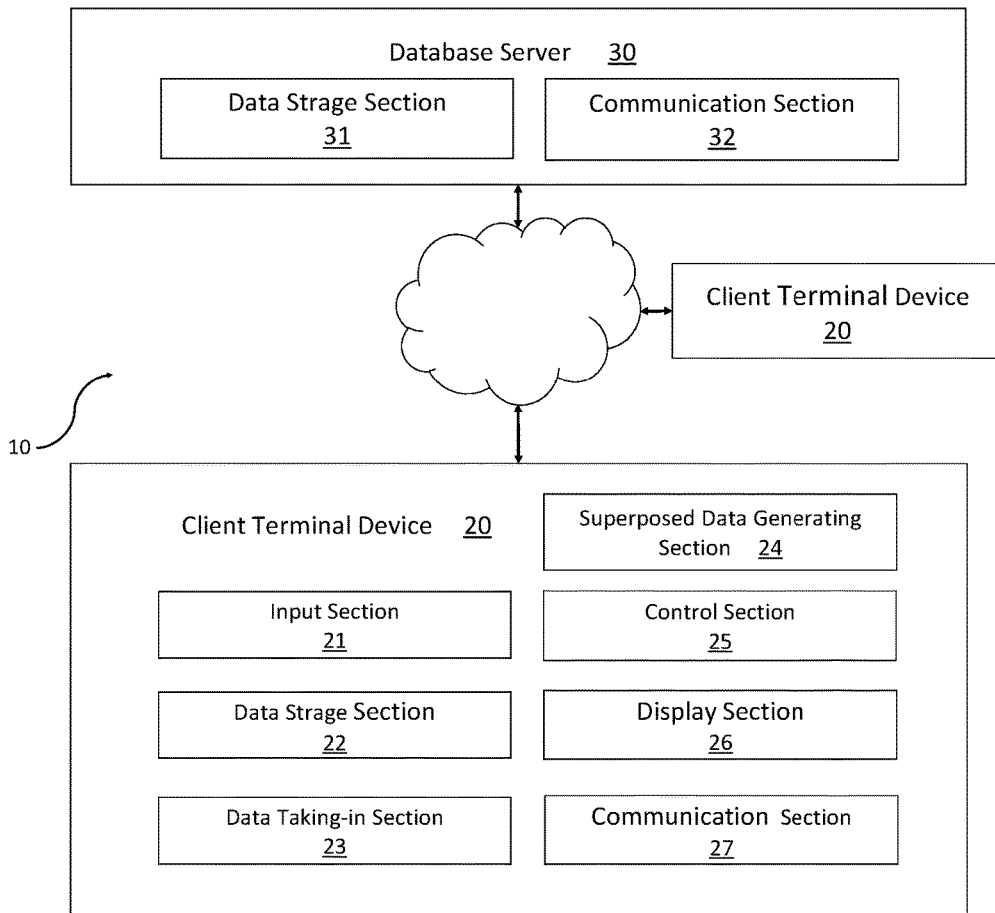 Database Server 30
Data Strage Section
31
Communication Section
32
Client Terminal Device
20
10
Client Terminal Device 20
Superposed Data Generating
Section 24
Input Section
21
Control Section
25
Data Strage Section
22
Display Section
26
Data Taking-in Section
23
Communication Section
27